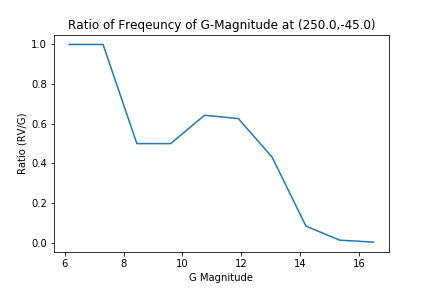 Ratio of Freqeuncy of G-Magnitude at (250.0,-45.0)
1.0
0.8
0.6
0.4
0.2
0.0
Ratio (RV/G)
6 8 10 12 14 16
G Magnitude